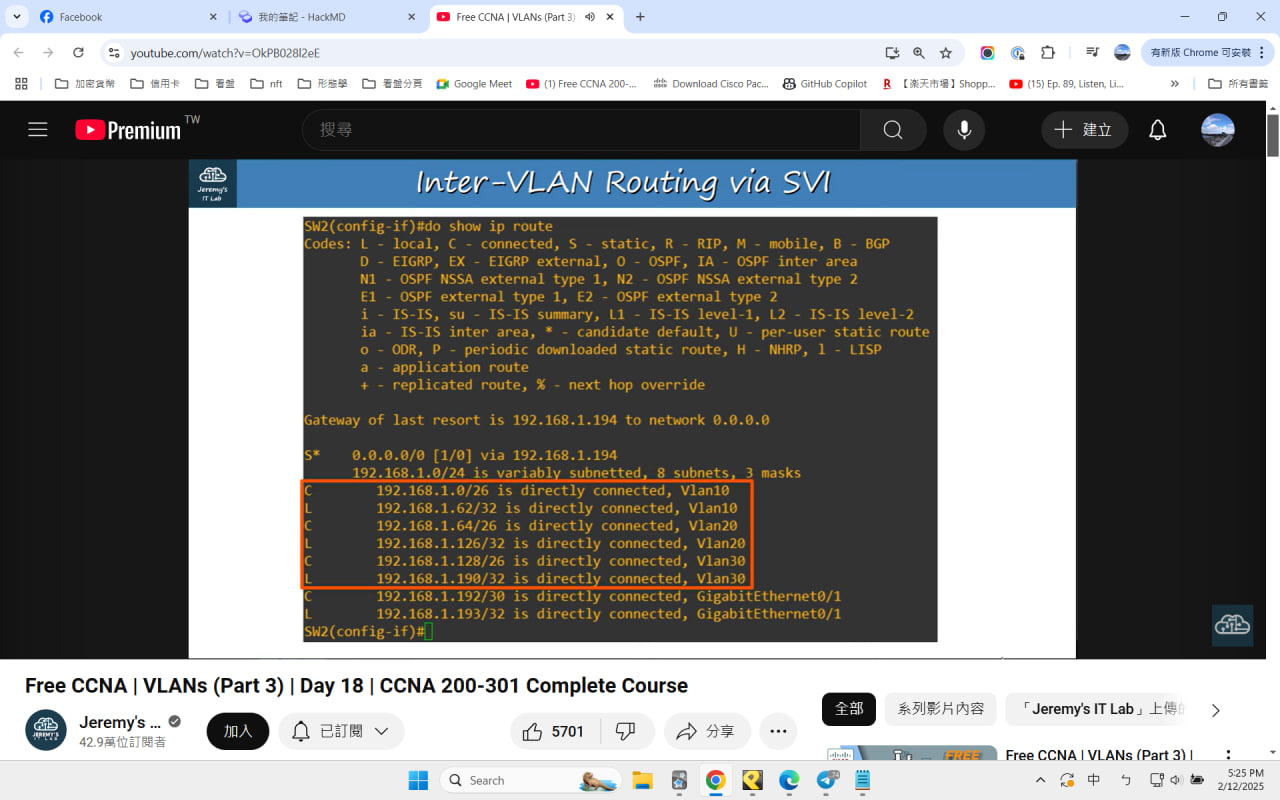 Facebook
我的筆記 - HackMD
Free CCNA | VLANs (Part 3)
youtube.com/watch?v=OkPB028l2eE
有新版 Chrome 可安裝
加密貨幣
信用卡
看盤
nft
形態學
看盤分頁
Google Meet
(1) Free CCNA 200-...
Download Cisco Pac...
GitHub Copilot
【楽天市場】Shopp...
(15) Ep. 89, Listen, Li...
所有書籤
Premium TW
搜尋
建立
Jeremy's
IT Lab
Inter-VLAN Routing via SVI
SW2(config-if)#do show ip route
Codes: L - local, C - connected, S - static, R - RIP, M - mobile, B - BGP
D - EIGRP, EX - EIGRP external, O - OSPF, IA - OSPF inter area
N1 - OSPF NSSA external type 1, N2 - OSPF NSSA external type 2
E1 - OSPF external type 1, E2 - OSPF external type 2
i - IS-IS, su - IS-IS summary, L1 - IS-IS level-1, L2 - IS-IS level-2
ia - IS-IS inter area, * - candidate default, U - per-user static route
o - ODR, P - periodic downloaded static route, H - NHRP, l - LISP
a - application route
+ - replicated route, % - next hop override
Gateway of last resort is 192.168.1.194 to network 0.0.0.0
S* 0.0.0.0/0 [1/0] via 192.168.1.194
192.168.1.0/24 is variably subnetted, 8 subnets, 3 masks
C 192.168.1.0/26 is directly connected, Vlan10
L 192.168.1.62/32 is directly connected, Vlan10
C 192.168.1.64/26 is directly connected, Vlan20
L 192.168.1.126/32 is directly connected, Vlan20
C 192.168.1.128/26 is directly connected, Vlan30
L 192.168.1.190/32 is directly connected, Vlan30
C 192.168.1.192/30 is directly connected, GigabitEthernet0/1
L 192.168.1.193/32 is directly connected, GigabitEthernet0/1
SW2(config-if)#
Free CCNA | VLANs (Part 3) | Day 18 | CCNA 200-301 Complete Course
Jeremy's ...
42.9萬位訂閱者
加入
已訂閱
5701
分享
全部
系列影片內容
「Jeremy's IT Lab」上傳的
FREE
Free CCNA | VLANs (Part 3) |
Search
74
中
5:25 PM
2/12/2025